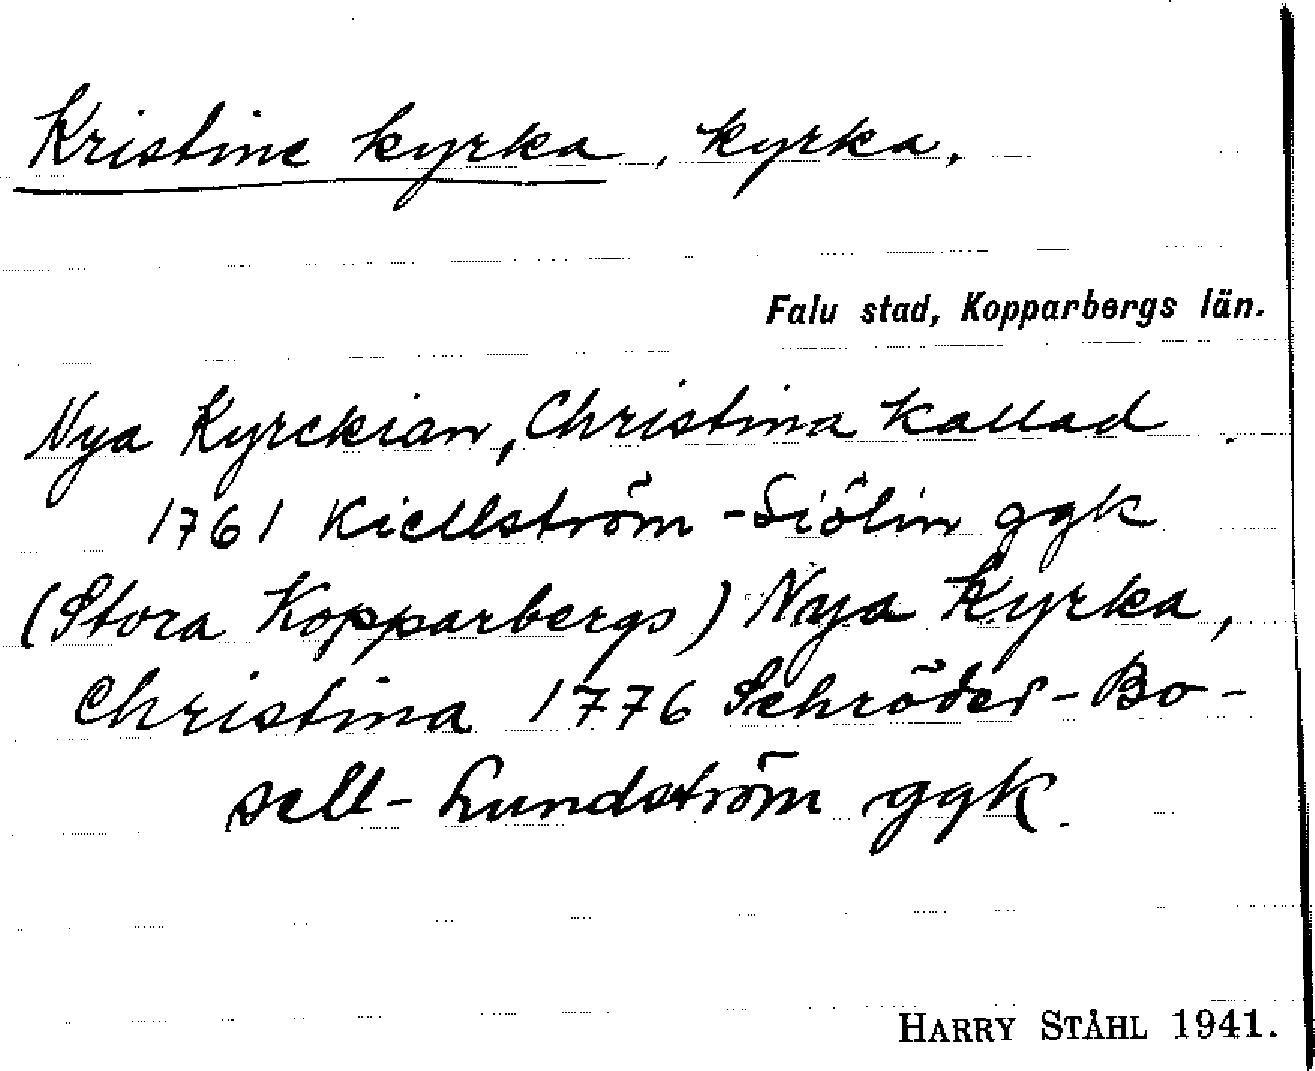 Kristine kyrka, kyrka.
Falu stad, Kopparbergs län.
Nya Kyrckian, Christina kallad
1761 Kiellström-Siölin ggk
(Stora Kopparbergs) Nya Kyrka,
Christina 1776 Schröder-Bo-
sell-Lundström ggk.
HARRY STÅHL 1941.